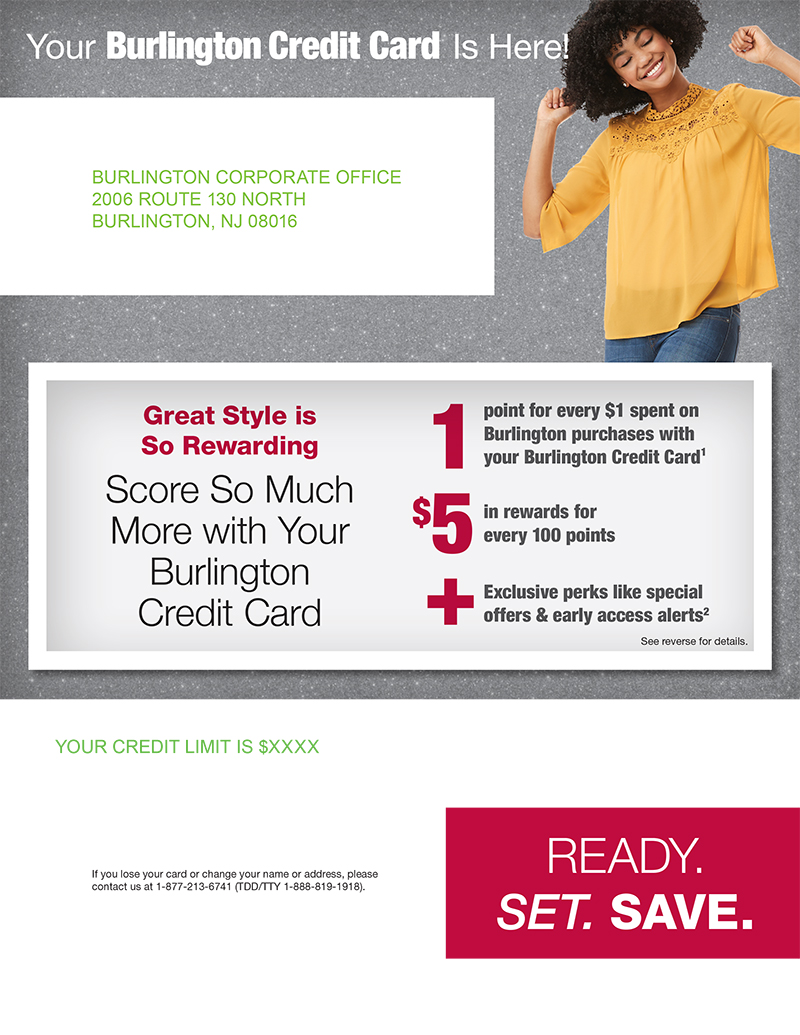 Your Burlington Credit Card Is Here!
BURLINGTON CORPORATE OFFICE
2006 ROUTE 130 NORTH
BURLINGTON, NJ 08016
Great Style is
So Rewarding
Score So Much
More with Your
Burlington
Credit Card
1
point for every $1 spent on
Burlington purchases with
your Burlington Credit Card¹
$5
in rewards for
every 100 points
+
Exclusive perks like special
offers & early access alerts²
See reverse for details.
YOUR CREDIT LIMIT IS $XXXX
If you lose your card or change your name or address, please
contact us at 1-877-213-6741 (TDD/TTY 1-888-819-1918).
READY.
SET. SAVE.